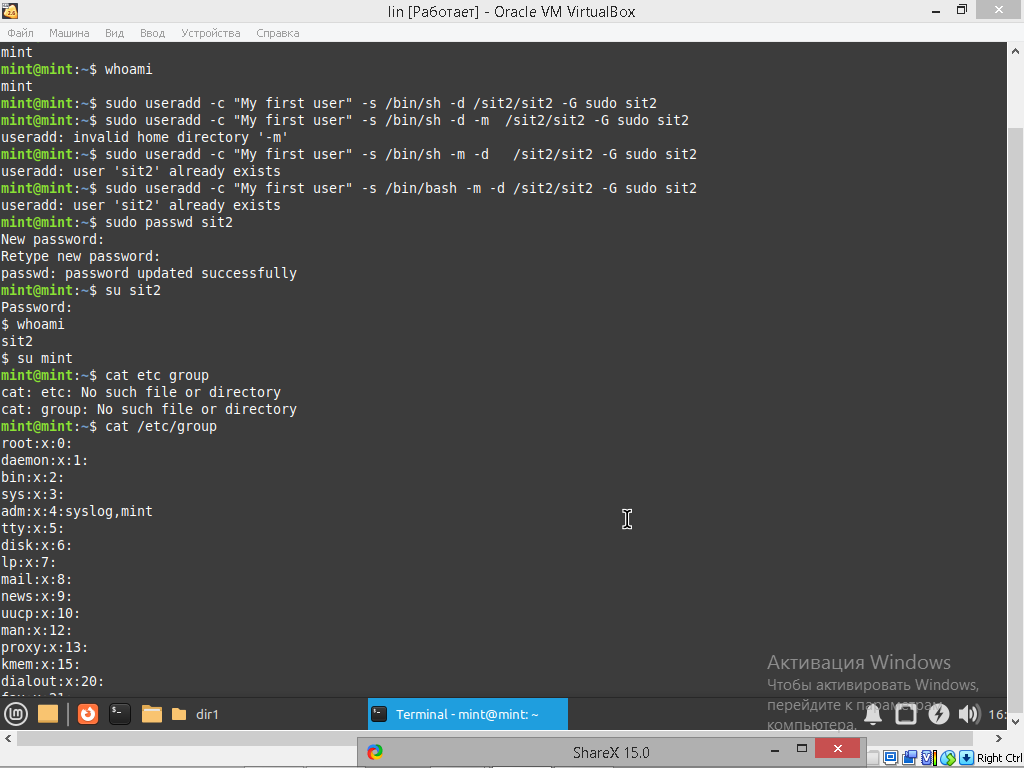 lin [Работает] - Oracle VM VirtualBox
Файл Машина Вид Ввод Устройства Справка
mint
mint@mint:~$ whoami
mint
mint@mint:~$ sudo useradd -c "My first user" -s /bin/sh -d /sit2/sit2 -G sudo sit2
mint@mint:~$ sudo useradd -c "My first user" -s /bin/sh -d -m  /sit2/sit2 -G sudo sit2
useradd: invalid home directory '-m'
mint@mint:~$ sudo useradd -c "My first user" -s /bin/sh -m -d   /sit2/sit2 -G sudo sit2
useradd: user 'sit2' already exists
mint@mint:~$ sudo useradd -c "My first user" -s /bin/bash -m -d /sit2/sit2 -G sudo sit2
useradd: user 'sit2' already exists
mint@mint:~$ sudo passwd sit2
New password:
Retype new password:
passwd: password updated successfully
mint@mint:~$ su sit2
Password:
$ whoami
sit2
$ su mint
mint@mint:~$ cat etc group
cat: etc: No such file or directory
cat: group: No such file or directory
mint@mint:~$ cat /etc/group
root:x:0:
daemon:x:1:
bin:x:2:
sys:x:3:
adm:x:4:syslog,mint
tty:x:5:
disk:x:6:
lp:x:7:
mail:x:8:
news:x:9:
uucp:x:10:
man:x:12:
proxy:x:13:
kmem:x:15:
dialout:x:20:
Активация Windows
Чтобы активировать Windows,
перейдите к параметрам
компьютера.
dir1
Terminal - mint@mint: ~
16:
ShareX 15.0
Right Ctrl